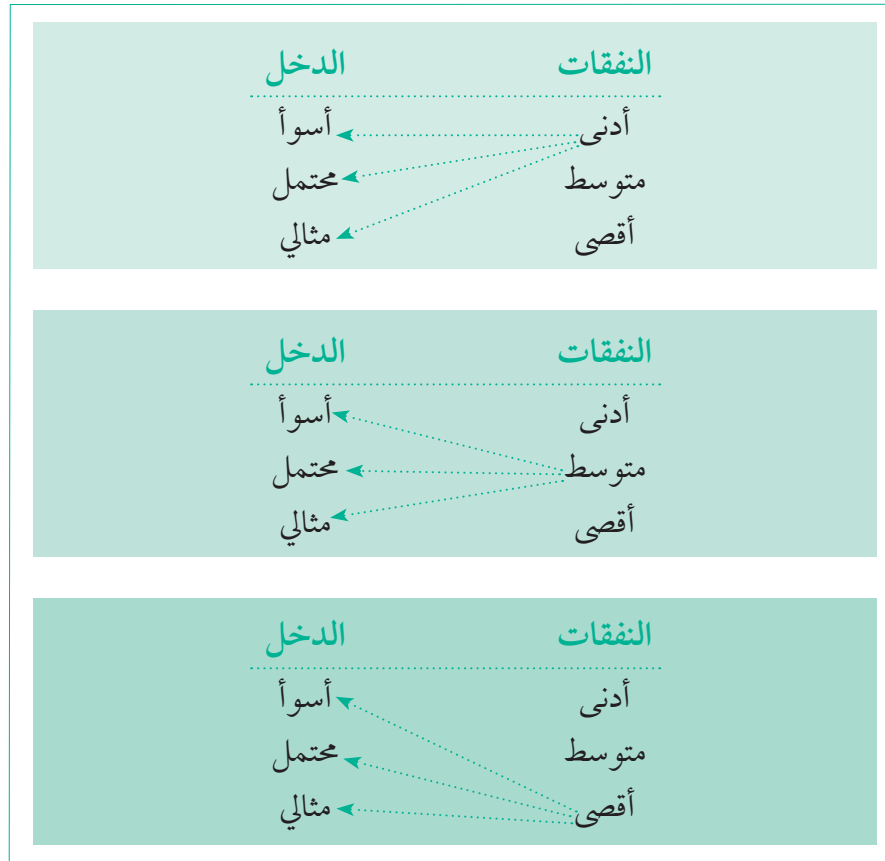 النفقات الدخل
أدنى أسوأ
متوسط محتمل
أقصى مثالي
النفقات الدخل
أدنى أسوأ
متوسط محتمل
أقصى مثالي
النفقات الدخل
أدنى أسوأ
متوسط محتمل
أقصى مثالي